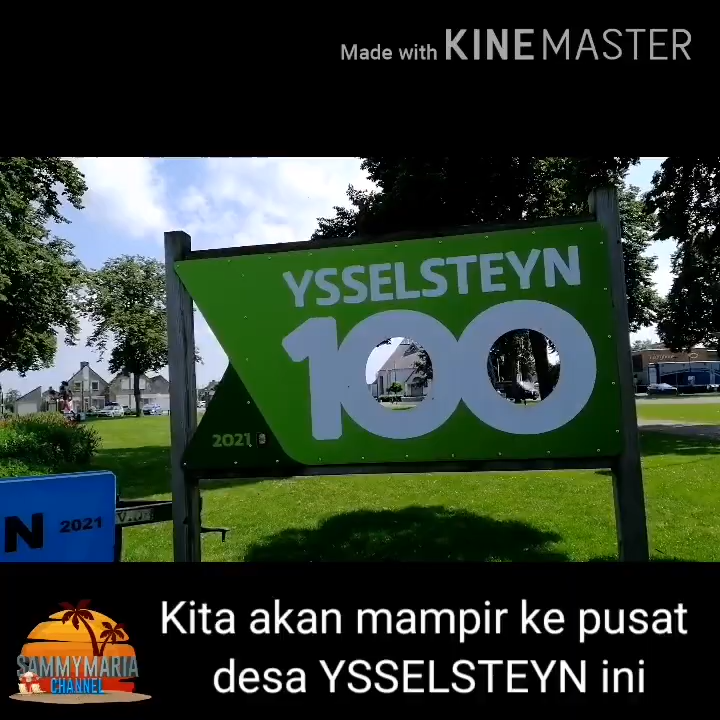 Made with KINEMASTER
YSSELSTEYN
100
2021
N 2021
SAMMYMARIA
CHANNEL
Kita akan mampir ke pusat
desa YSSELSTEYN ini